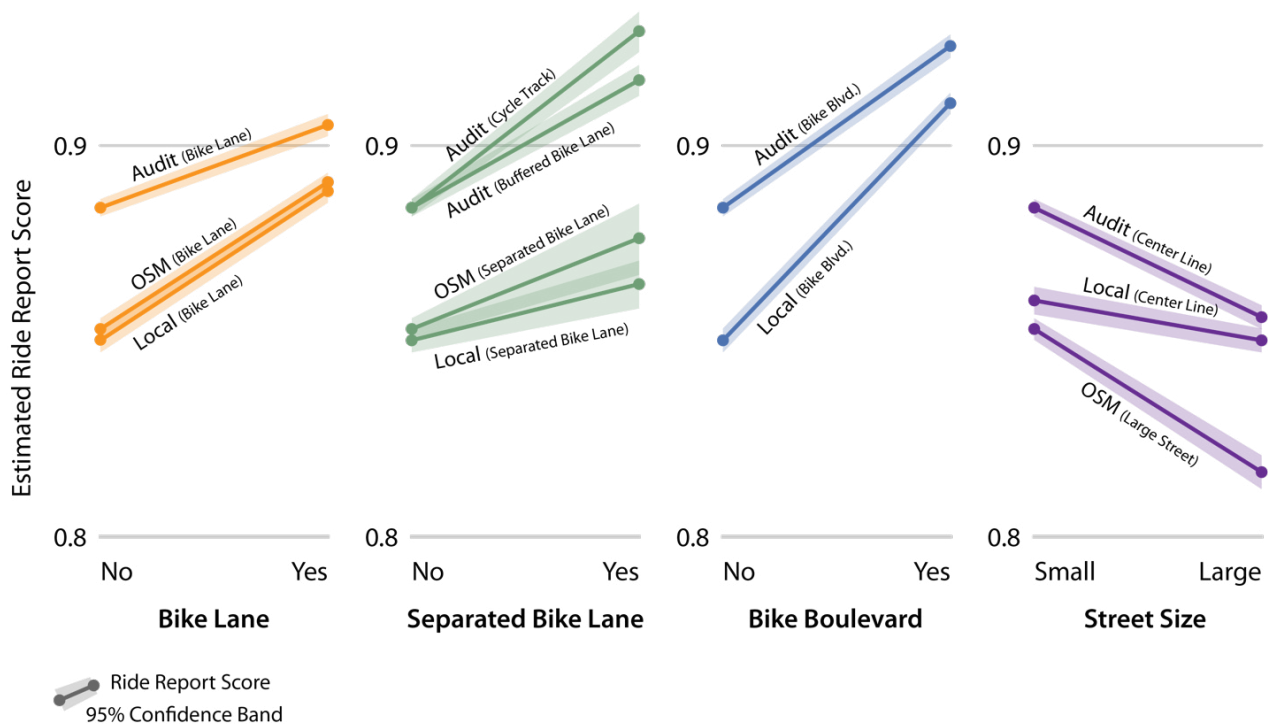 Estimated Ride Report Score
0.9
0.8
Audit (Bike Lane)
OSM (Bike Lane)
Local (Bike Lane)
No Yes
Bike Lane
0.9
0.8
Audit (Cycle Track)
Audit (Buffered Bike Lane)
OSM (Separated Bike Lane)
Local (Separated Bike Lane)
No Yes
Separated Bike Lane
0.9
0.8
Audit (Bike Blvd.)
Local (Bike Blvd.)
No Yes
Bike Boulevard
0.9
0.8
Audit (Center Line)
Local (Center Line)
OSM (Large Street)
Small Large
Street Size
Ride Report Score
95% Confidence Band